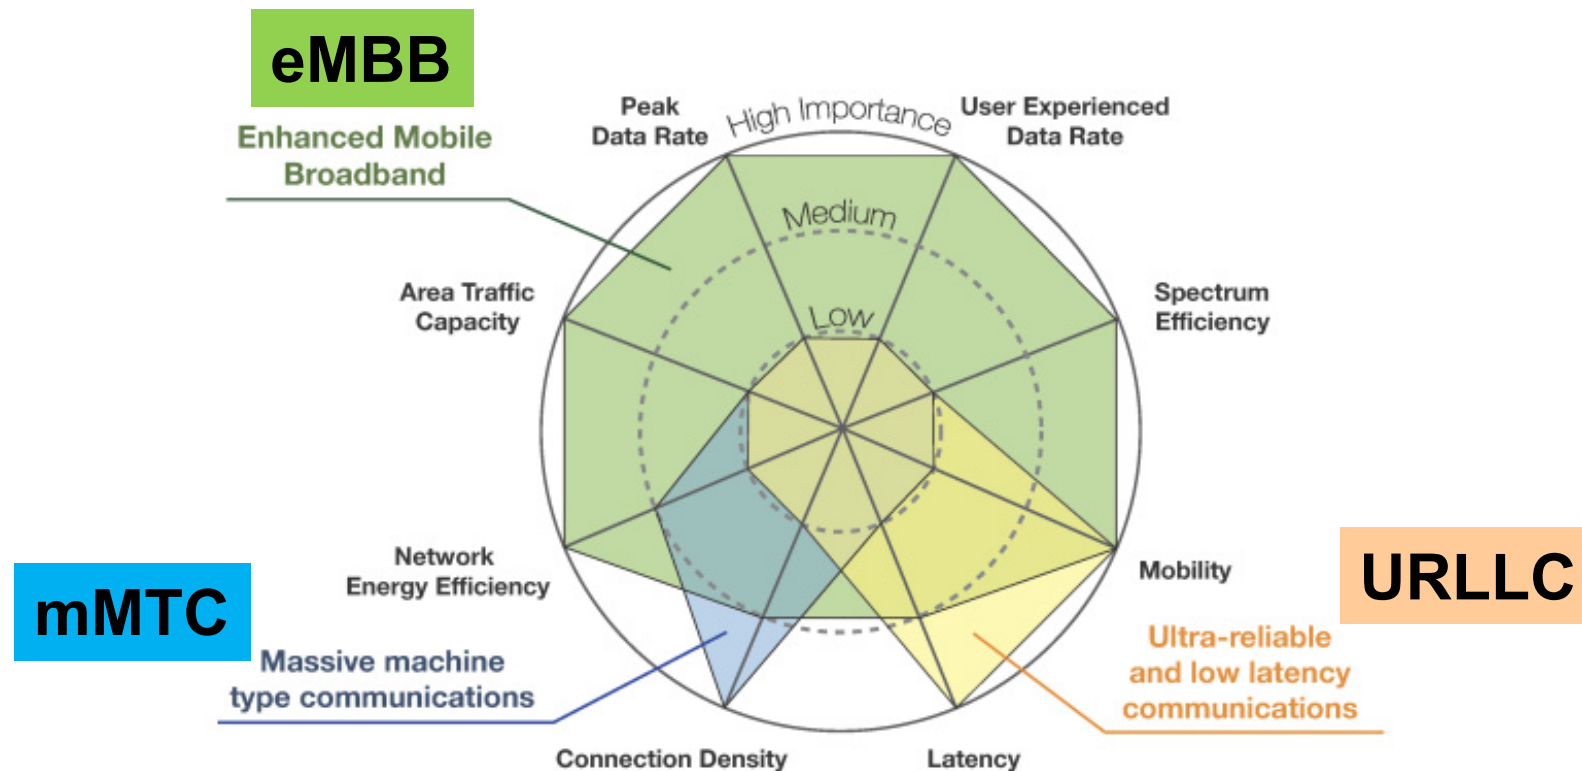 eMBB
Enhanced Mobile
Broadband
Peak
Data Rate
High Importance
User Experienced
Data Rate
Medium
Low
Area Traffic
Capacity
Spectrum
Efficiency
Network
Energy Efficiency
Mobility
mMTC
Massive machine
type communications
URLLC
Ultra-reliable
and low latency
communications
Connection Density
Latency